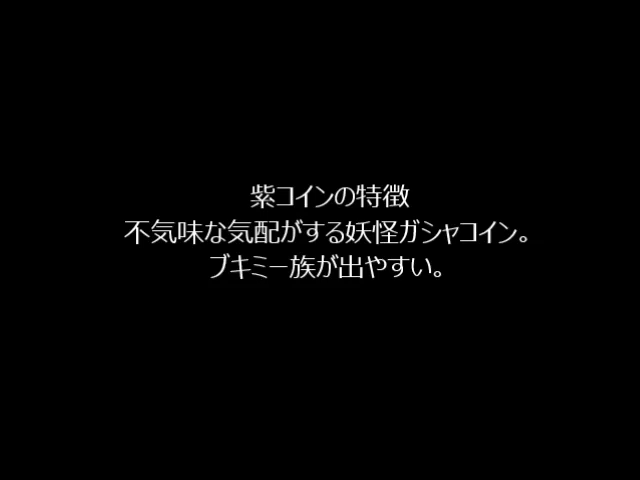 紫コインの特徴
不気味な気配がする妖怪ガシャコイン。
ブキミー族が出やすい。